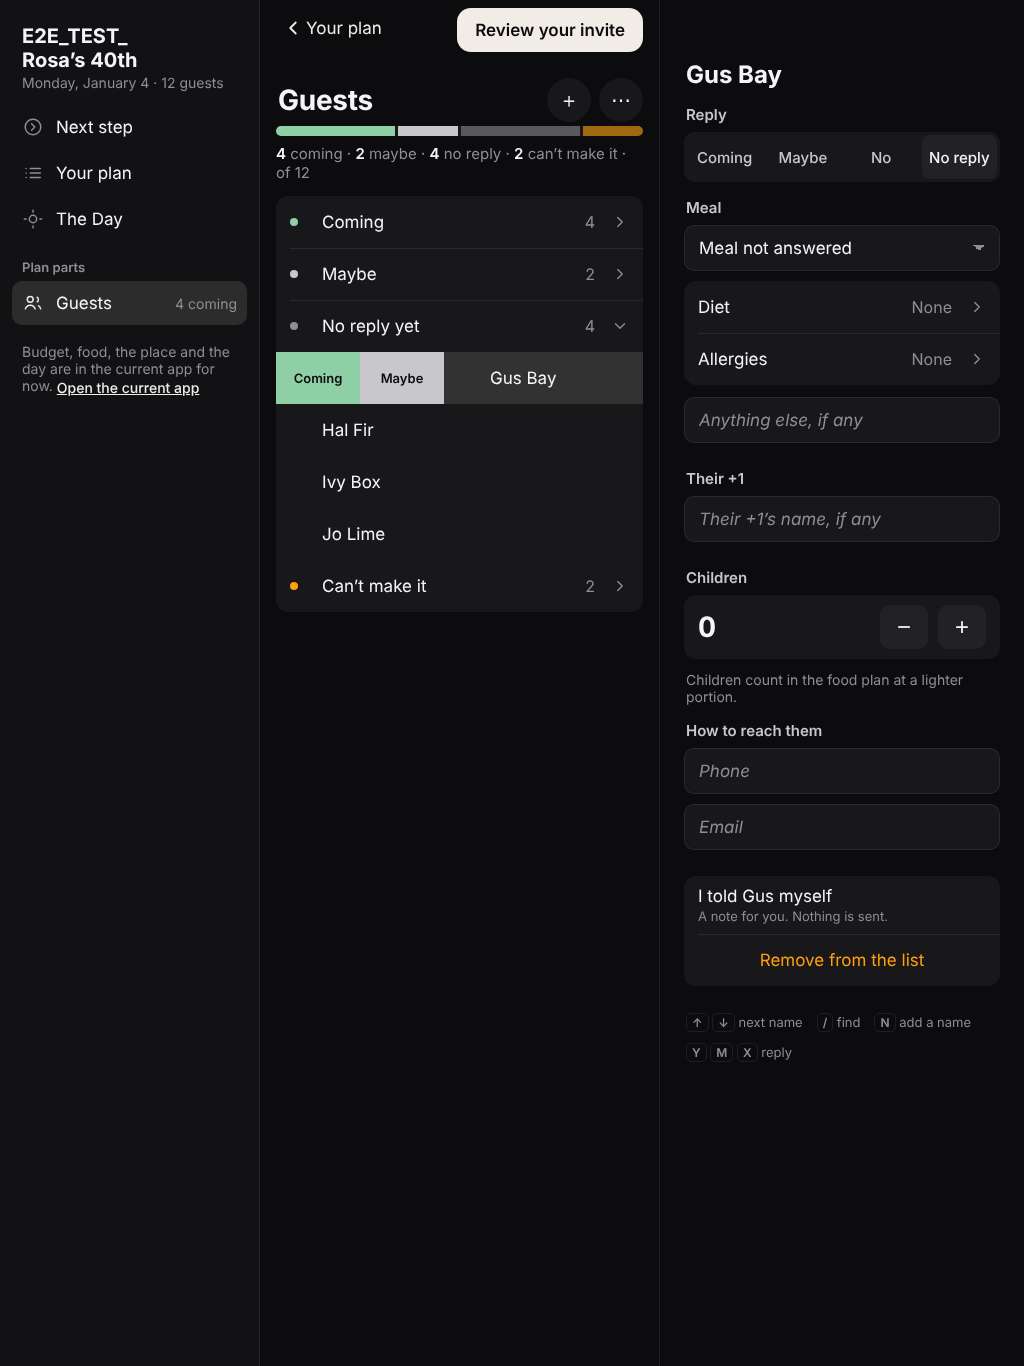 E2E_TEST_
Rosa’s 40th
Monday, January 4 · 12 guests
Next step
Your plan
The Day
Plan parts
Guests 4 coming
Budget, food, the place and the
day are in the current app for
now. Open the current app
Your plan
Review your invite
Guests
+ ···
4 coming · 2 maybe · 4 no reply · 2 can’t make it ·
of 12
Coming 4
Maybe 2
No reply yet 4
Coming Maybe Gus Bay
Hal Fir
Ivy Box
Jo Lime
Can’t make it 2
Gus Bay
Reply
Coming Maybe No No reply
Meal
Meal not answered
Diet None
Allergies None
Anything else, if any
Their +1
Their +1’s name, if any
Children
0 − +
Children count in the food plan at a lighter
portion.
How to reach them
Phone
Email
I told Gus myself
A note for you. Nothing is sent.
Remove from the list
↑ ↓ next name / find N add a name
Y M X reply